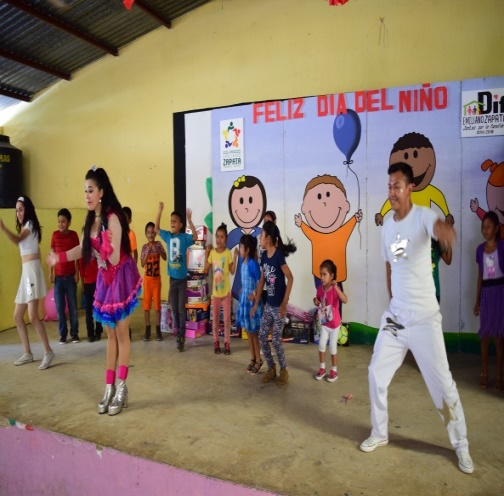 FELIZ DIA DEL NIÑO
Dif
EMILIANO ZAPATA
ZAPATA